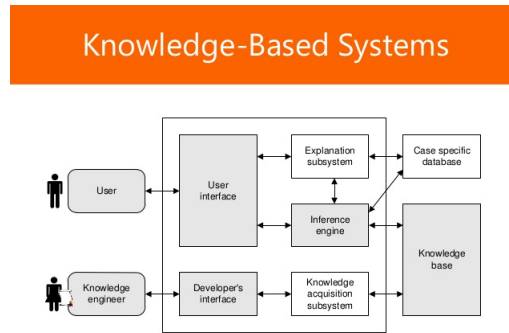 Knowledge-Based Systems
Explanation
subsystem
Case specific
database
User
User
interface
Inference
engine
Knowledge
base
Knowledge
engineer
Developer's
interface
Knowledge
acquisition
subsystem